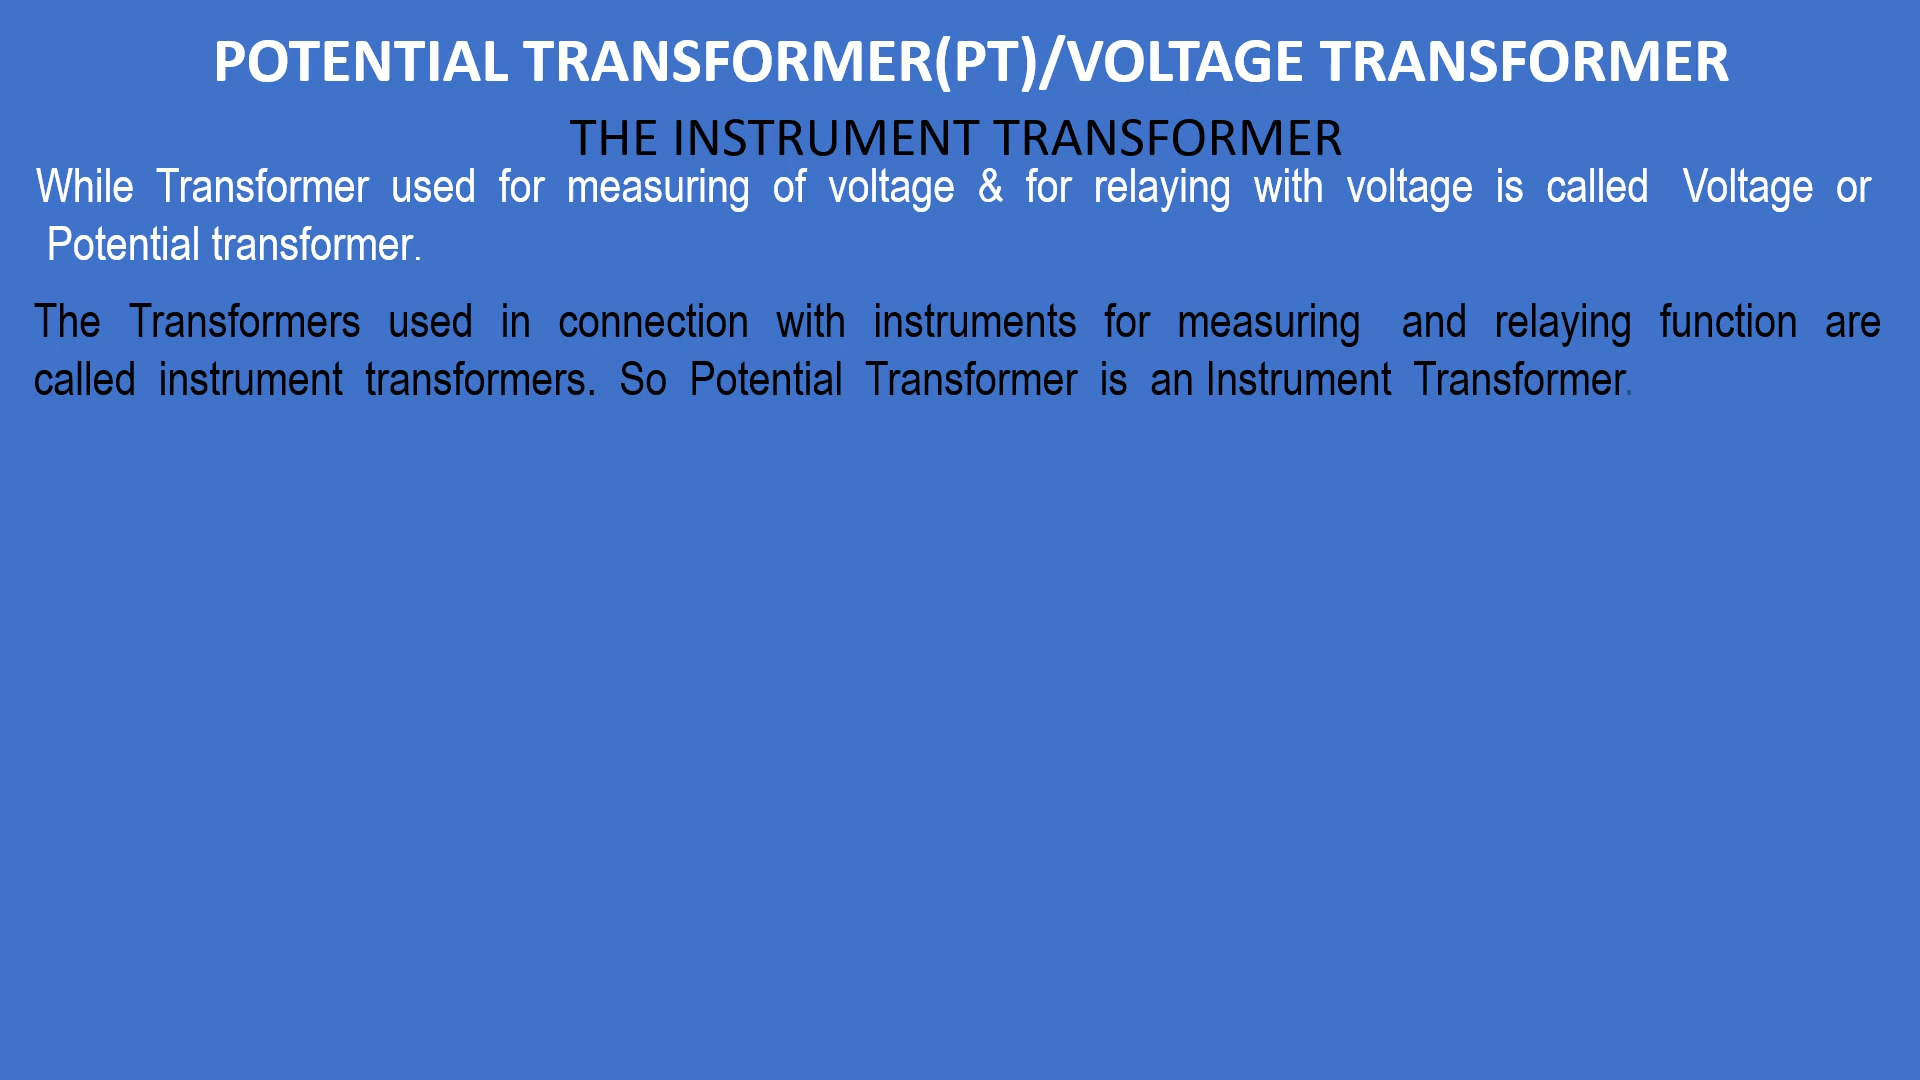 POTENTIAL TRANSFORMER(PT)/VOLTAGE TRANSFORMER
THE INSTRUMENT TRANSFORMER
While Transformer used for measuring of voltage & for relaying with voltage is called Voltage or
Potential transformer.
The Transformers used in connection with instruments for measuring and relaying function are
called instrument transformers. So Potential Transformer is an Instrument Transformer.